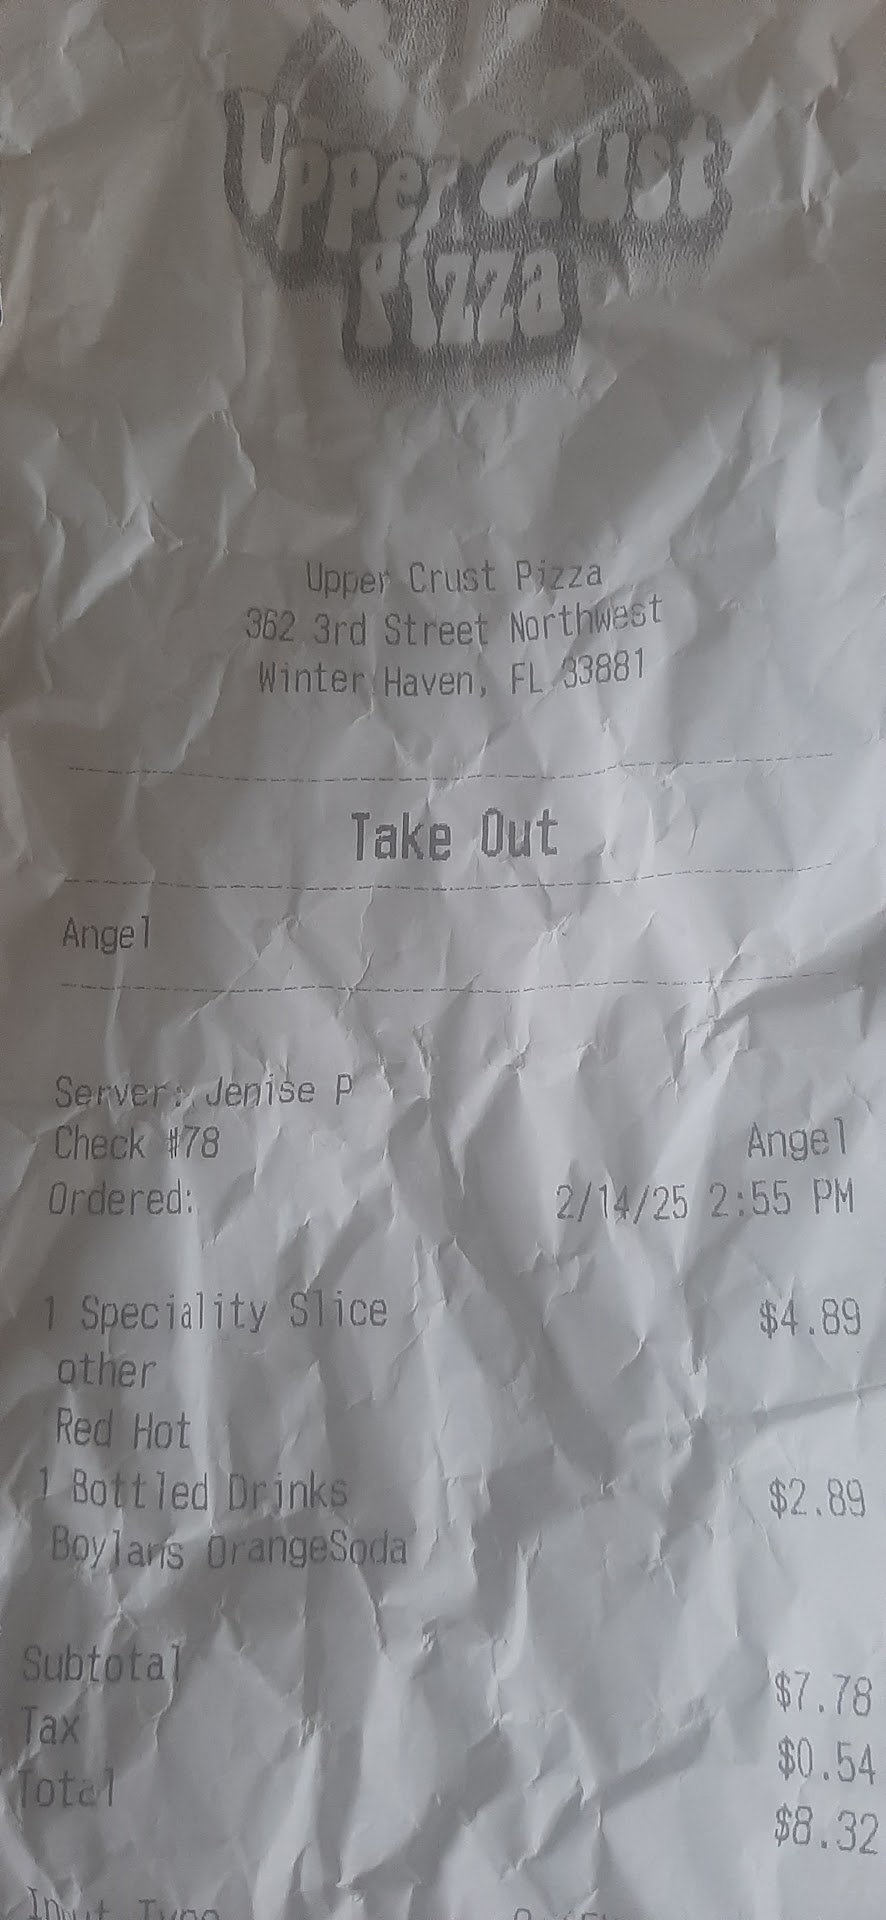 Upper Crust
Pizza
Upper Crust Pizza
362 3rd Street Northwest
Winter Haven, FL 33881
Take Out
Angel
Server: Jenise P
Check #78 Angel
Ordered: 2/14/25 2:55 PM
1 Speciality Slice $4.89
other
Red Hot
1 Bottled Drinks $2.89
Boylans OrangeSoda
Subtotal $7.78
Tax $0.54
Total $8.32
Input Type